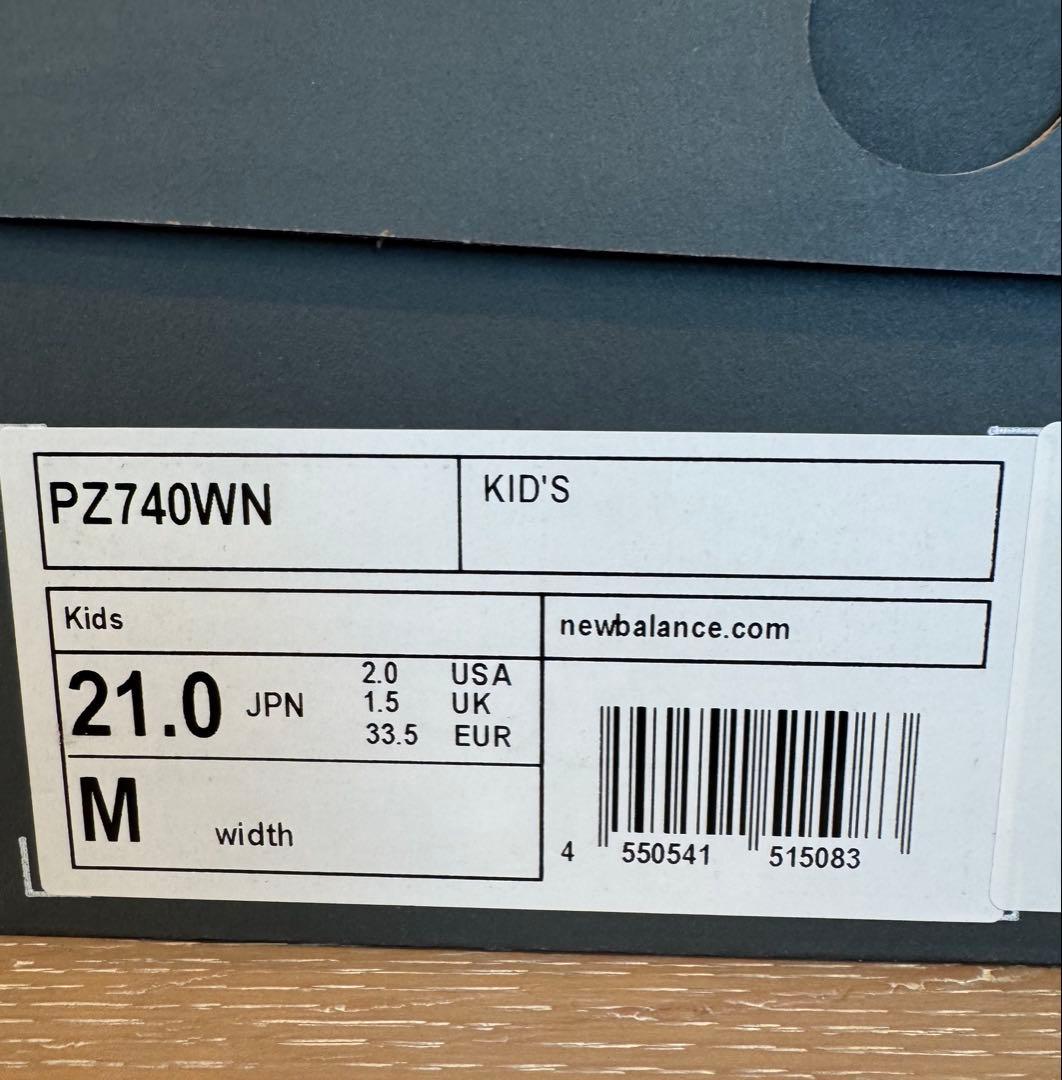 PZ740WN
KID'S
Kids
newbalance.com
21.0 JPN
2.0 USA
1.5 UK
33.5 EUR
M width
4 550541 515083